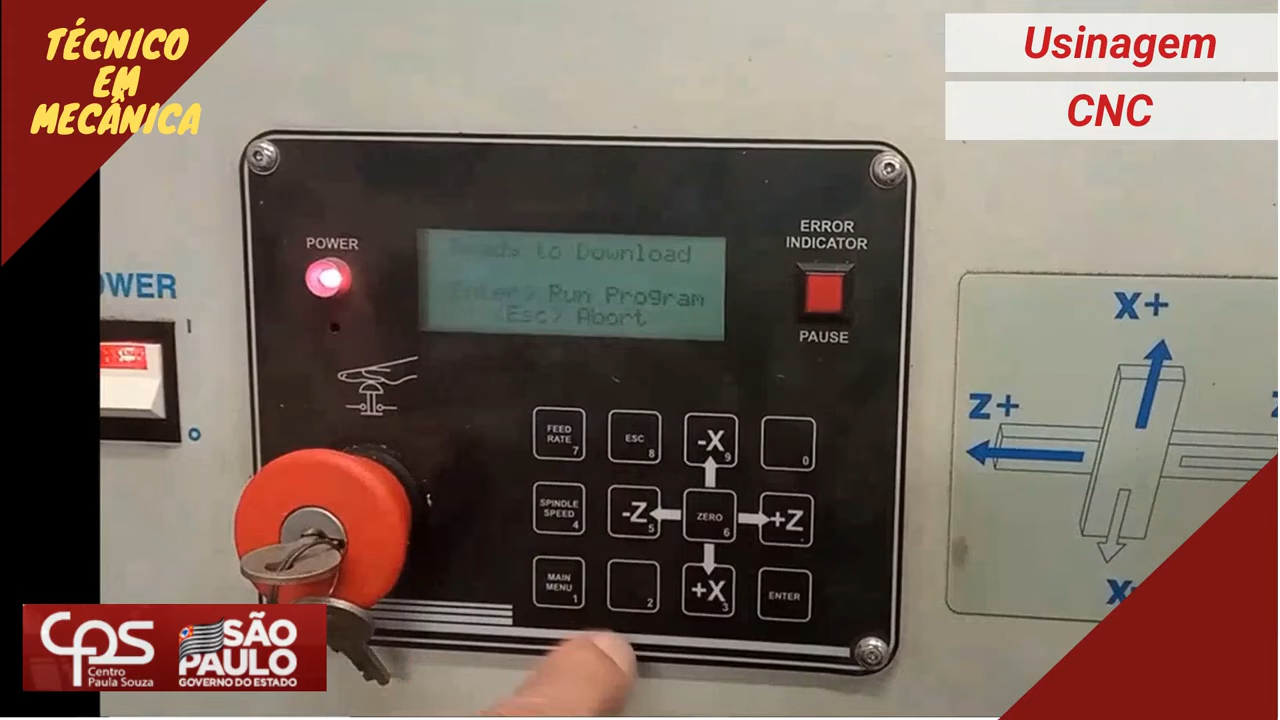 TÉCNICO
EM
MECÂNICA
Usinagem
CNC
OWER
I
O
POWER
Ready to Download
<Enter> Run Program
<Esc> Abort
ERROR
INDICATOR
PAUSE
FEED
RATE
7
ESC
8
-X
9
0
SPINDLE
SPEED
4
-Z
5
ZERO
6
+Z
.
MAIN
MENU
1
2
+X
3
ENTER
X+
Z+
Z
X-
cps
Centro
Paula Souza
SÃO
PAULO
GOVERNO DO ESTADO